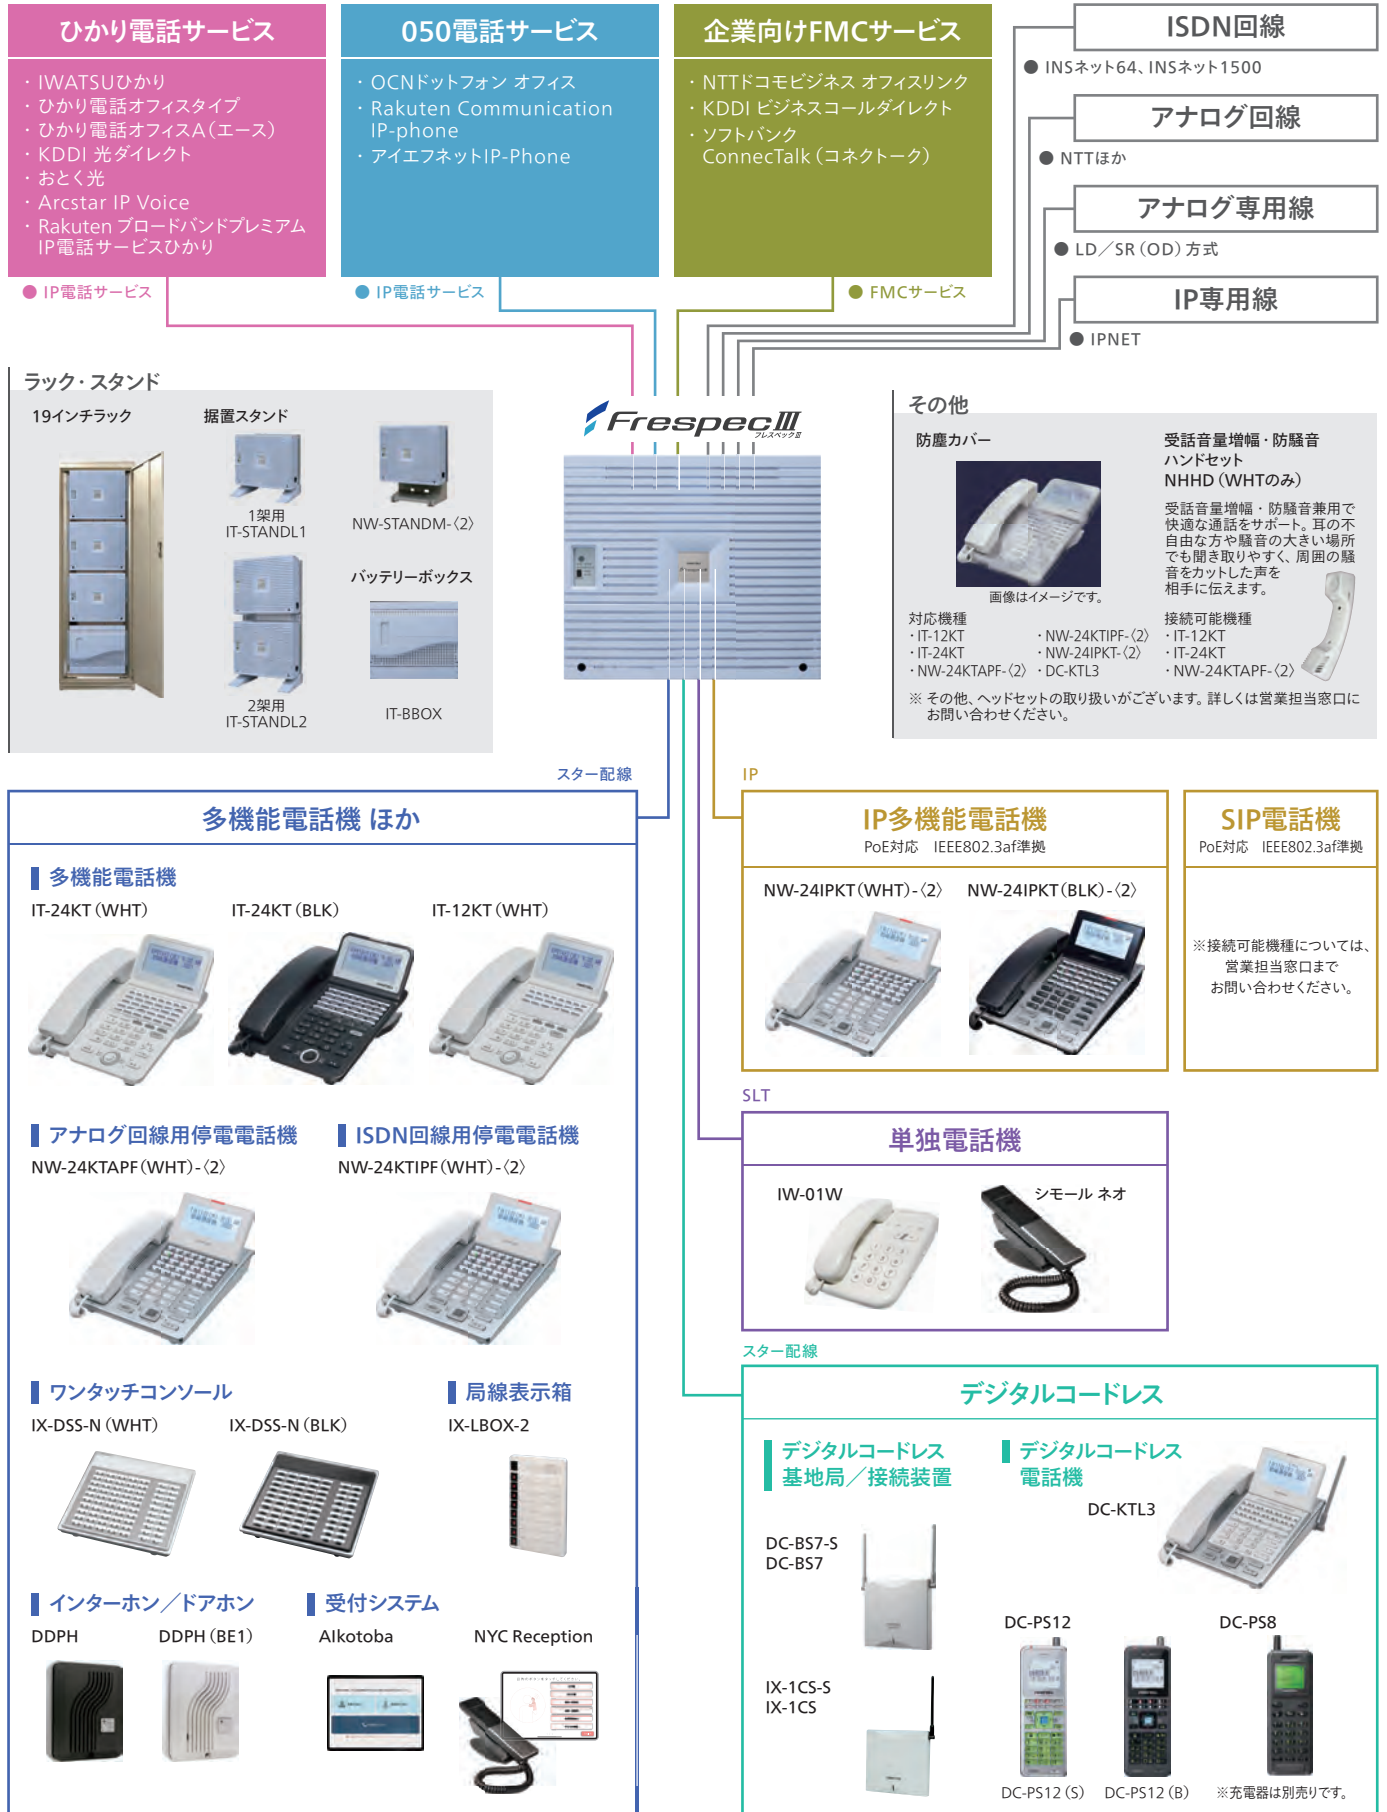 ひかり電話サービス
・ IWATSUひかり
・ ひかり電話オフィスタイプ
・ ひかり電話オフィスA（エース）
・ KDDI 光ダイレクト
・ おとく光
・ Arcstar IP Voice
・ Rakuten ブロードバンドプレミアム
IP電話サービスひかり
● IP電話サービス
050電話サービス
・ OCNドットフォン オフィス
・ Rakuten Communication
IP-phone
・ アイエフネットIP-Phone
● IP電話サービス
企業向けFMCサービス
・ NTTドコモビジネス オフィスリンク
・ KDDI ビジネスコールダイレクト
・ ソフトバンク
ConnecTalk（コネクトーク）
● FMCサービス
ISDN回線
● INSネット64、INSネット1500
アナログ回線
● NTTほか
アナログ専用線
● LD／SR（OD）方式
IP専用線
● IPNET
ラック・スタンド
19インチラック
据置スタンド
1架用
IT-STANDL1
NW-STANDM-〈2〉
2架用
IT-STANDL2
バッテリーボックス
IT-BBOX
FrespecⅢ
フレスペックⅢ
その他
防塵カバー
画像はイメージです。
対応機種
・IT-12KT
・IT-24KT
・NW-24KTAPF-〈2〉
・NW-24KTIPF-〈2〉
・NW-24IPKT-〈2〉
・DC-KTL3
受話音量増幅・防騒音
ハンドセット
NHHD（WHTのみ）
受話音量増幅・防騒音兼用で
快適な通話をサポート。耳の不
自由な方や騒音の大きい場所
でも聞き取りやすく、周囲の騒
音をカットした声を
相手に伝えます。
接続可能機種
・IT-12KT
・IT-24KT
・NW-24KTAPF-〈2〉
※ その他、ヘッドセットの取り扱いがございます。詳しくは営業担当窓口に
お問い合わせください。
スター配線
多機能電話機 ほか
多機能電話機
IT-24KT（WHT）
IT-24KT（BLK）
IT-12KT（WHT）
アナログ回線用停電電話機
NW-24KTAPF（WHT）-〈2〉
ISDN回線用停電電話機
NW-24KTIPF（WHT）-〈2〉
ワンタッチコンソール
IX-DSS-N（WHT）
IX-DSS-N（BLK）
局線表示箱
IX-LBOX-2
インターホン／ドアホン
DDPH
DDPH（BE1）
受付システム
AIkotoba
NYC Reception
IP
IP多機能電話機
PoE対応　IEEE802.3af準拠
NW-24IPKT（WHT）-〈2〉
NW-24IPKT（BLK）-〈2〉
SIP電話機
PoE対応　IEEE802.3af準拠
※接続可能機種については、
営業担当窓口まで
お問い合わせください。
SLT
単独電話機
IW-01W
シモール ネオ
スター配線
デジタルコードレス
デジタルコードレス
基地局／接続装置
DC-BS7-S
DC-BS7
IX-1CS-S
IX-1CS
デジタルコードレス
電話機
DC-KTL3
DC-PS12
DC-PS8
DC-PS12（S）
DC-PS12（B）
※充電器は別売りです。